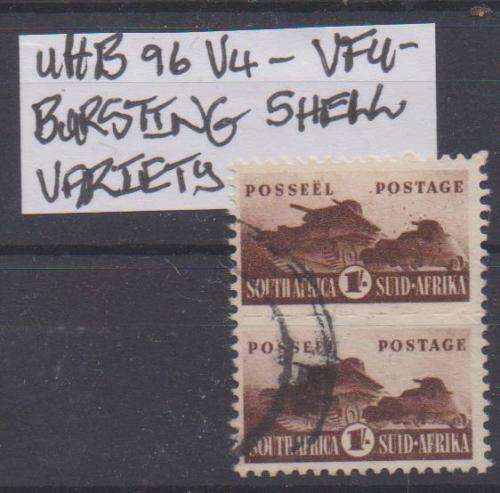 UHB 96 V4 - VFU -
BURSTING SHELL
VARIETY
POSSEËL POSTAGE
SOUTH AFRICA 1/- SUID-AFRIKA
POSSEËL POSTAGE
SOUTH AFRICA 1/- SUID-AFRIKA